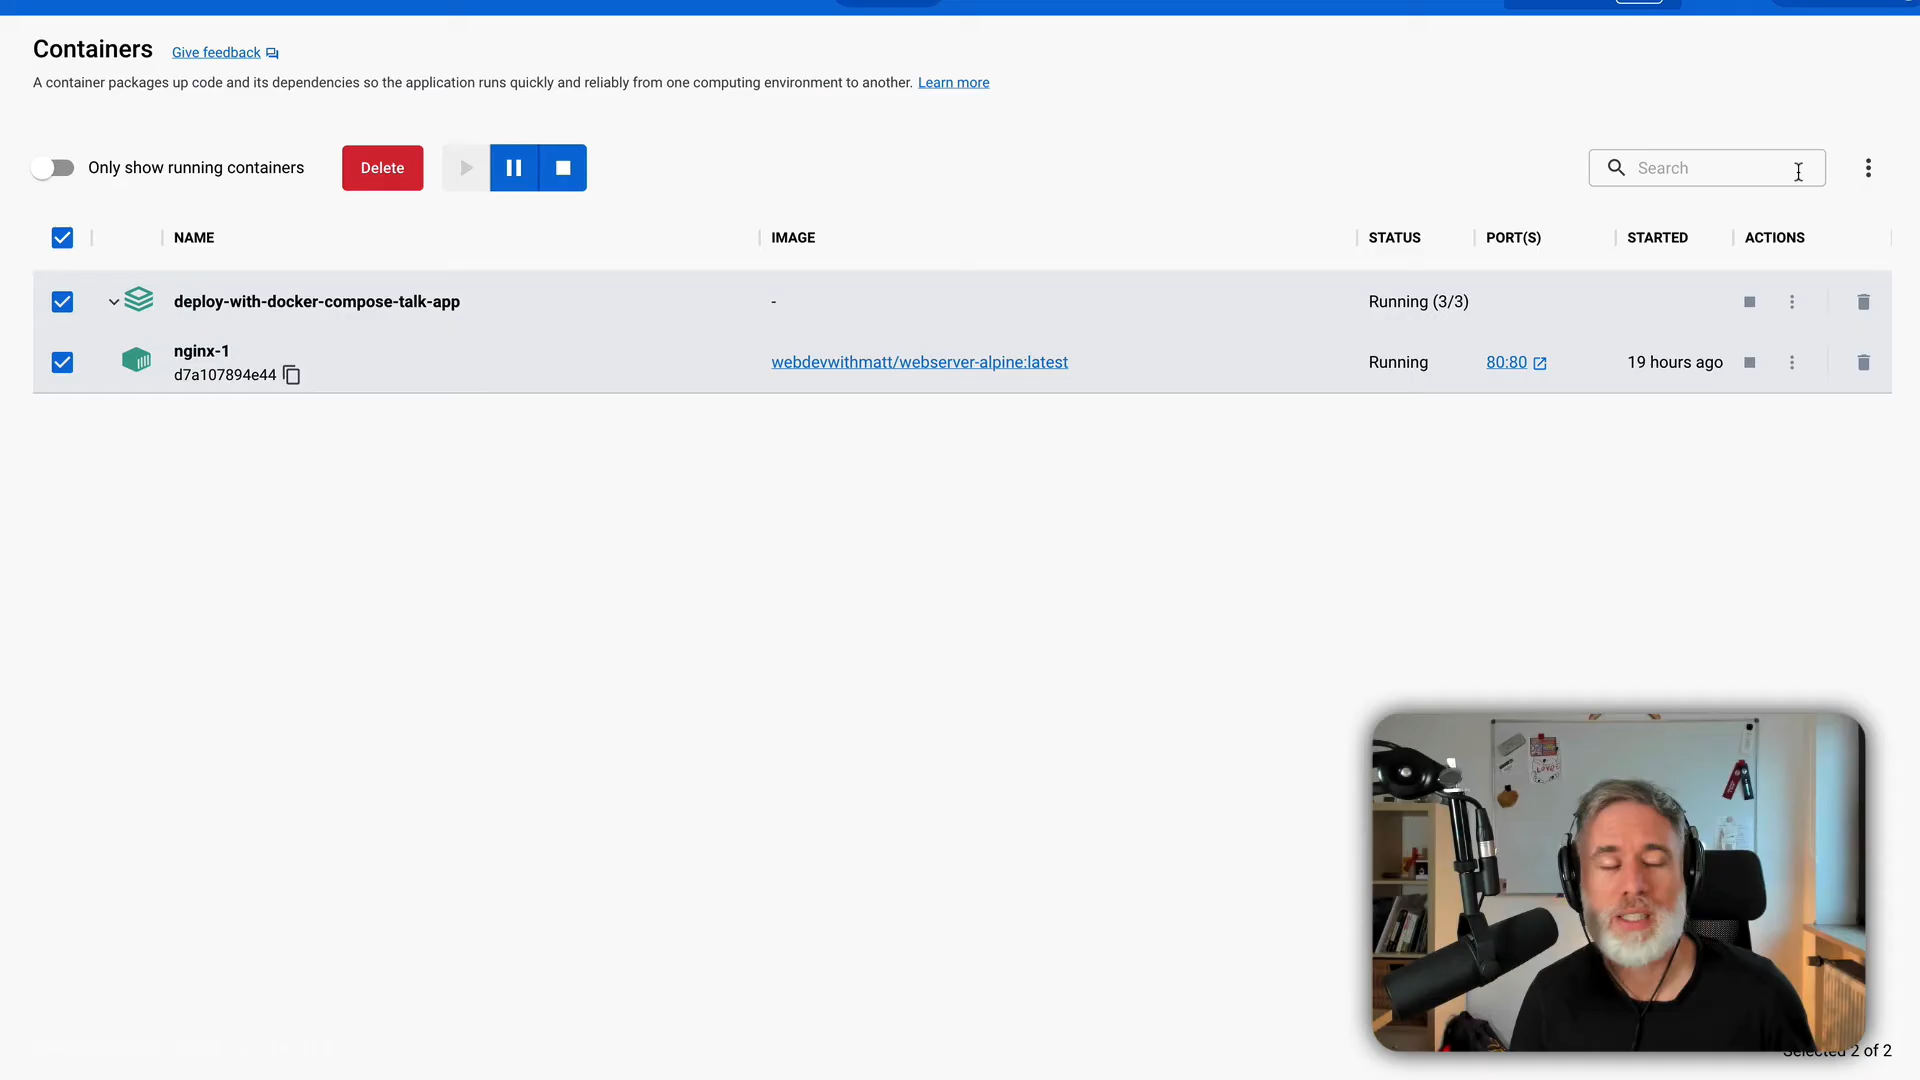 Containers Give feedback
A container packages up code and its dependencies so the application runs quickly and reliably from one computing environment to another. Learn more
Only show running containers Delete Search
NAME IMAGE STATUS PORT(S) STARTED ACTIONS
deploy-with-docker-compose-talk-app - Running (3/3)
nginx-1
d7a107894e44 webdevwithmatt/webserver-alpine:latest Running 80:80 19 hours ago
Selected 2 of 2